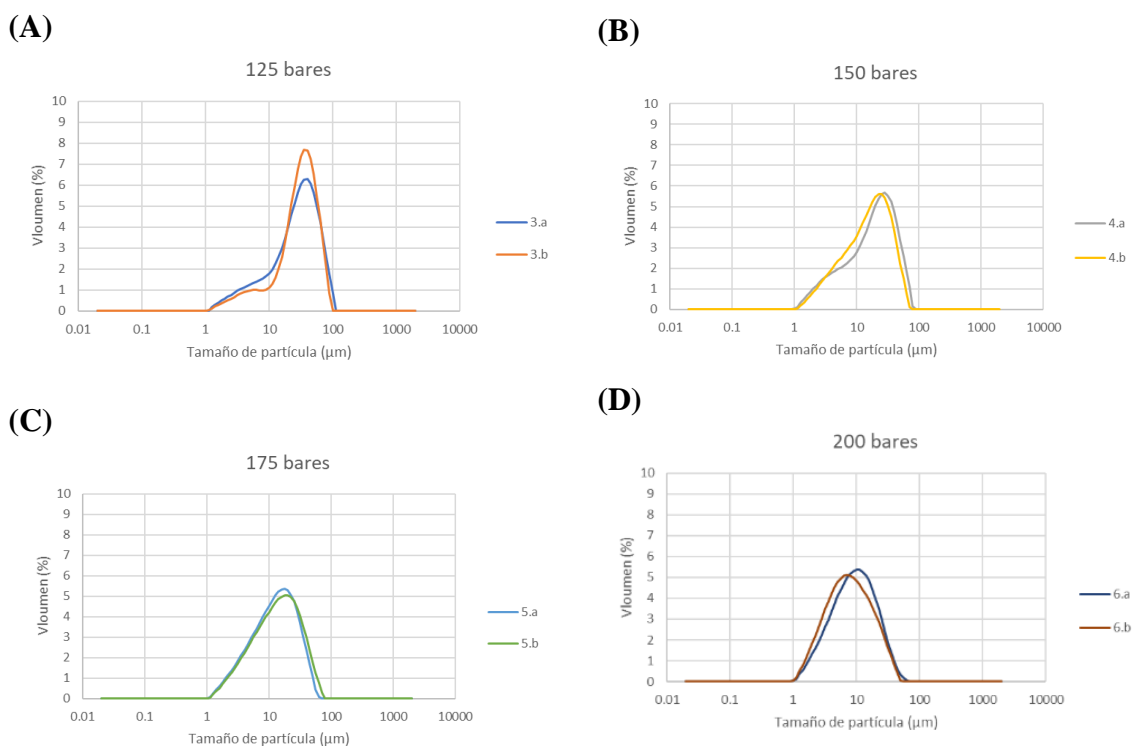 (A)
125 bares
10
9
8
7
6
5
4
3
2
1
0
Vloumen (%)
0.01 0.1 1 10 100 1000 10000
Tamaño de partícula (µm)
3.a
3.b
(B)
150 bares
10
9
8
7
6
5
4
3
2
1
0
Vloumen (%)
0.01 0.1 1 10 100 1000 10000
Tamaño de partícula (µm)
4.a
4.b
(C)
175 bares
10
9
8
7
6
5
4
3
2
1
0
Vloumen (%)
0.01 0.1 1 10 100 1000 10000
Tamaño de partícula (µm)
5.a
5.b
(D)
200 bares
10
9
8
7
6
5
4
3
2
1
0
Vloumen (%)
0.01 0.1 1 10 100 1000 10000
Tamaño de partícula (µm)
6.a
6.b